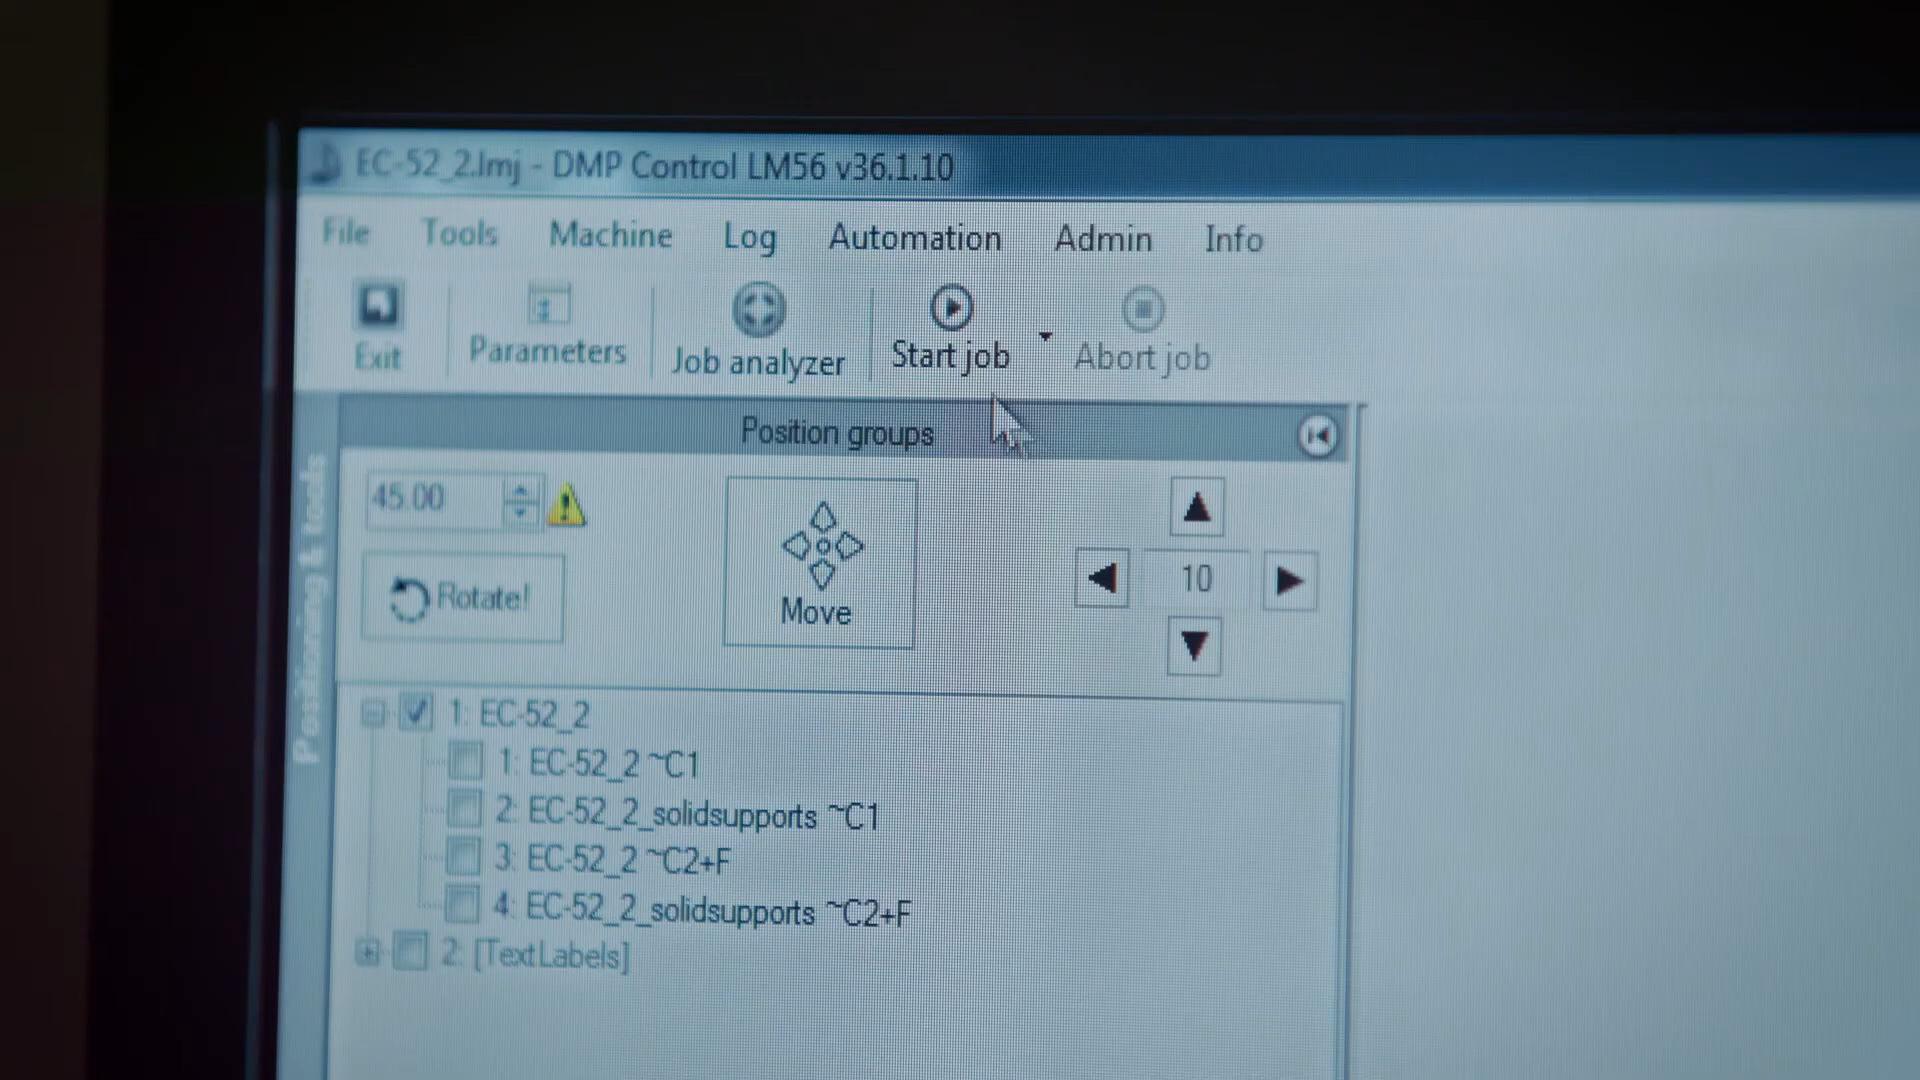 EC-52_2.lmj - DMP Control LM56 v36.1.10
File Tools Machine Log Automation Admin Info
Exit Parameters Job analyzer Start job Abort job
Position groups
Positioning & tools
45.00
Rotate!
Move
10
1: EC-52_2
1: EC-52_2 ~C1
2: EC-52_2_solidsupports ~C1
3: EC-52_2 ~C2+F
4: EC-52_2_solidsupports ~C2+F
2: [TextLabels]